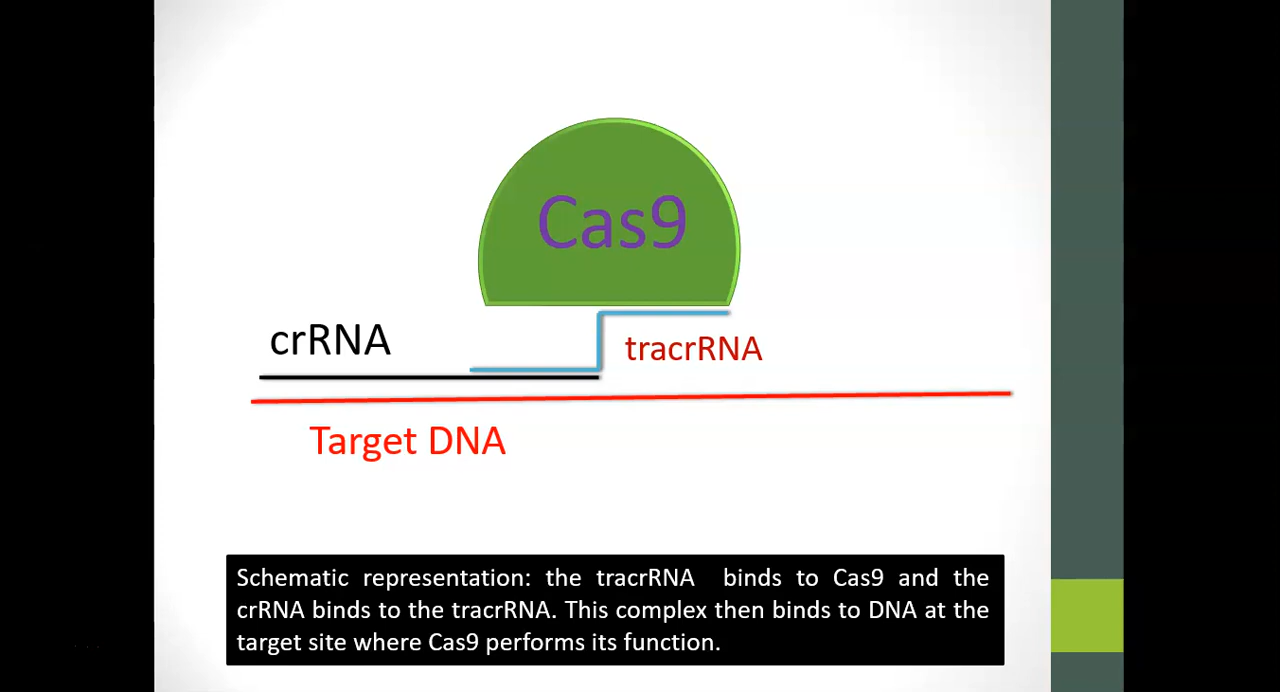 Cas9
crRNA
tracrRNA
Target DNA
Schematic representation: the tracrRNA binds to Cas9 and the
crRNA binds to the tracrRNA. This complex then binds to DNA at the
target site where Cas9 performs its function.